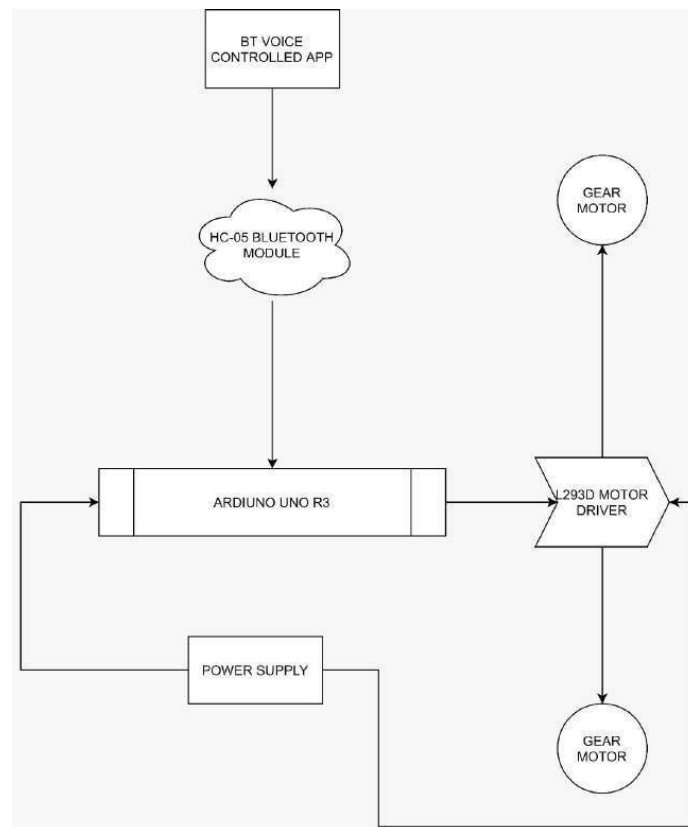 BT VOICE
CONTROLLED APP
HC-05 BLUETOOTH
MODULE
GEAR
MOTOR
ARDIUNO UNO R3
L293D MOTOR
DRIVER
POWER SUPPLY
GEAR
MOTOR